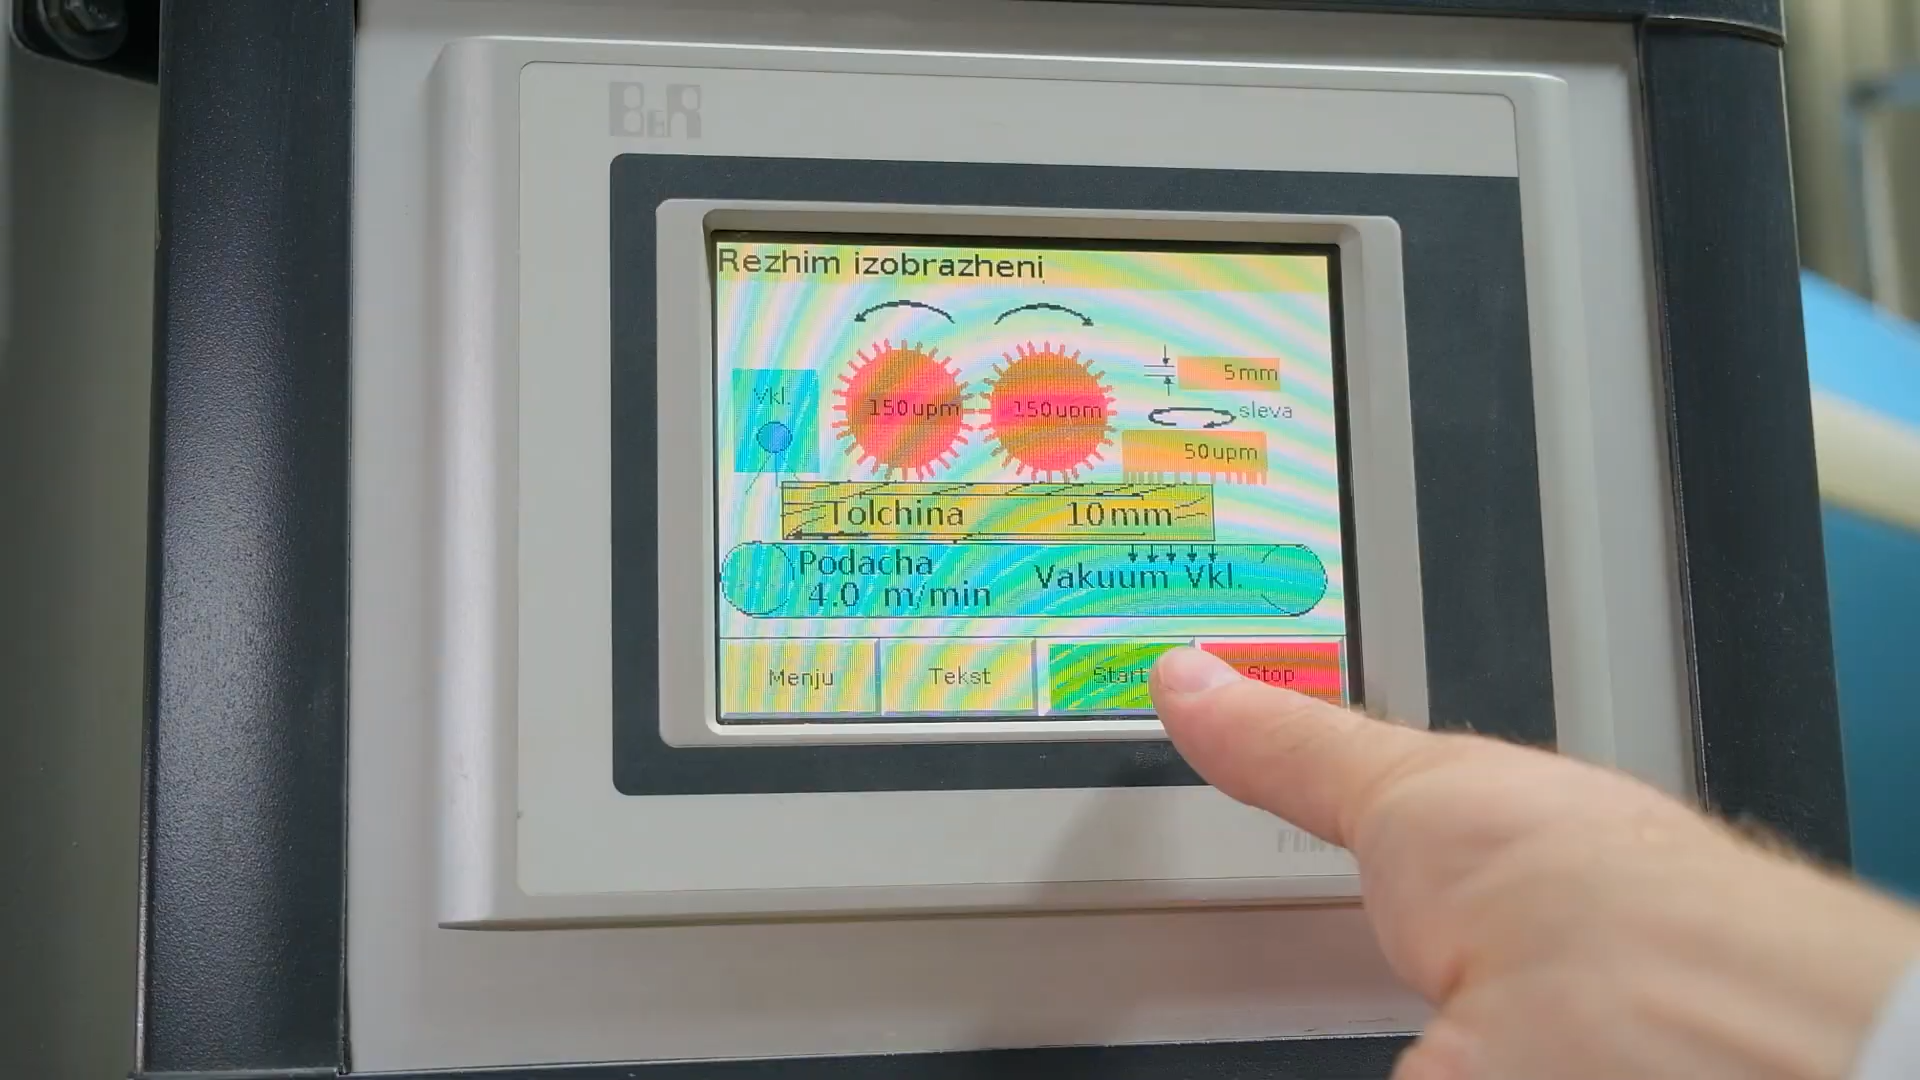 B&R
Rezhim izobrazheni
Vkl.
150upm
150upm
5mm
sleva
50upm
Tolchina 10mm
Podacha
4.0 m/min
Vakuum Vkl.
Menju
Tekst
Start
Stop